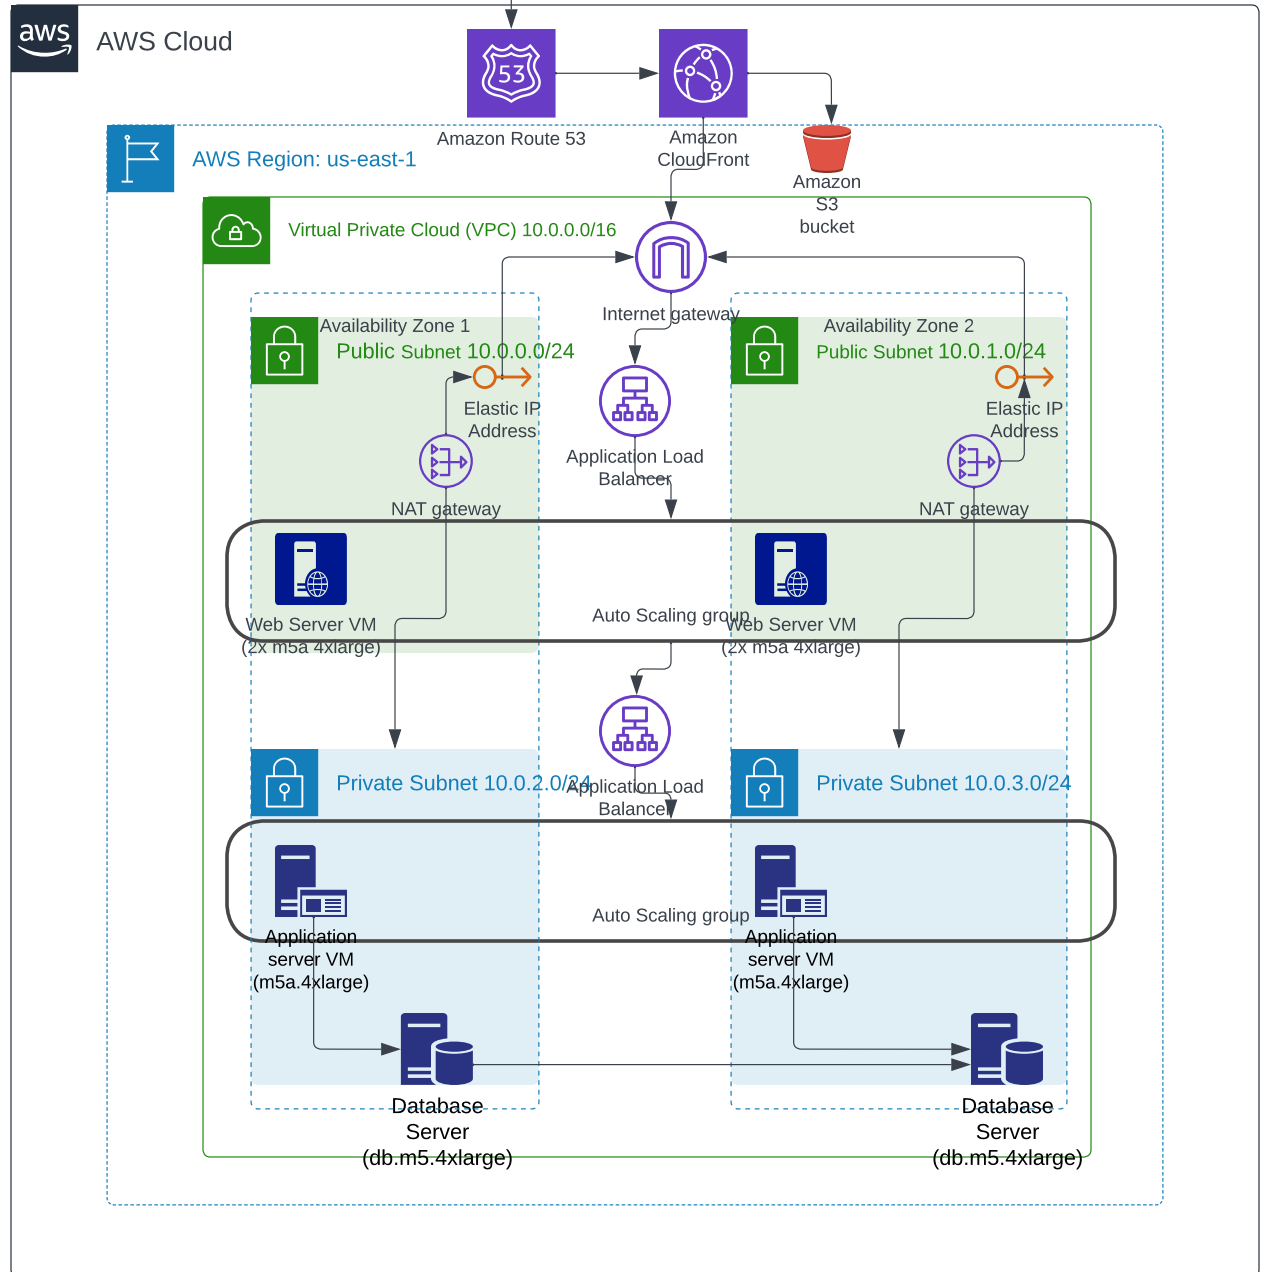 aws
AWS Cloud
53
Amazon Route 53
Amazon
CloudFront
AWS Region: us-east-1
Amazon
S3
bucket
Virtual Private Cloud (VPC) 10.0.0.0/16
Internet gateway
Availability Zone 1
Public Subnet 10.0.0.0/24
Availability Zone 2
Public Subnet 10.0.1.0/24
Elastic IP
Address
Elastic IP
Address
Application Load
Balancer
NAT gateway
NAT gateway
Auto Scaling group
Web Server VM
(2x m5a 4xlarge)
Web Server VM
(2x m5a 4xlarge)
Private Subnet 10.0.2.0/24
Application Load
Balancer
Private Subnet 10.0.3.0/24
Auto Scaling group
Application
server VM
(m5a.4xlarge)
Application
server VM
(m5a.4xlarge)
Database
Server
(db.m5.4xlarge)
Database
Server
(db.m5.4xlarge)